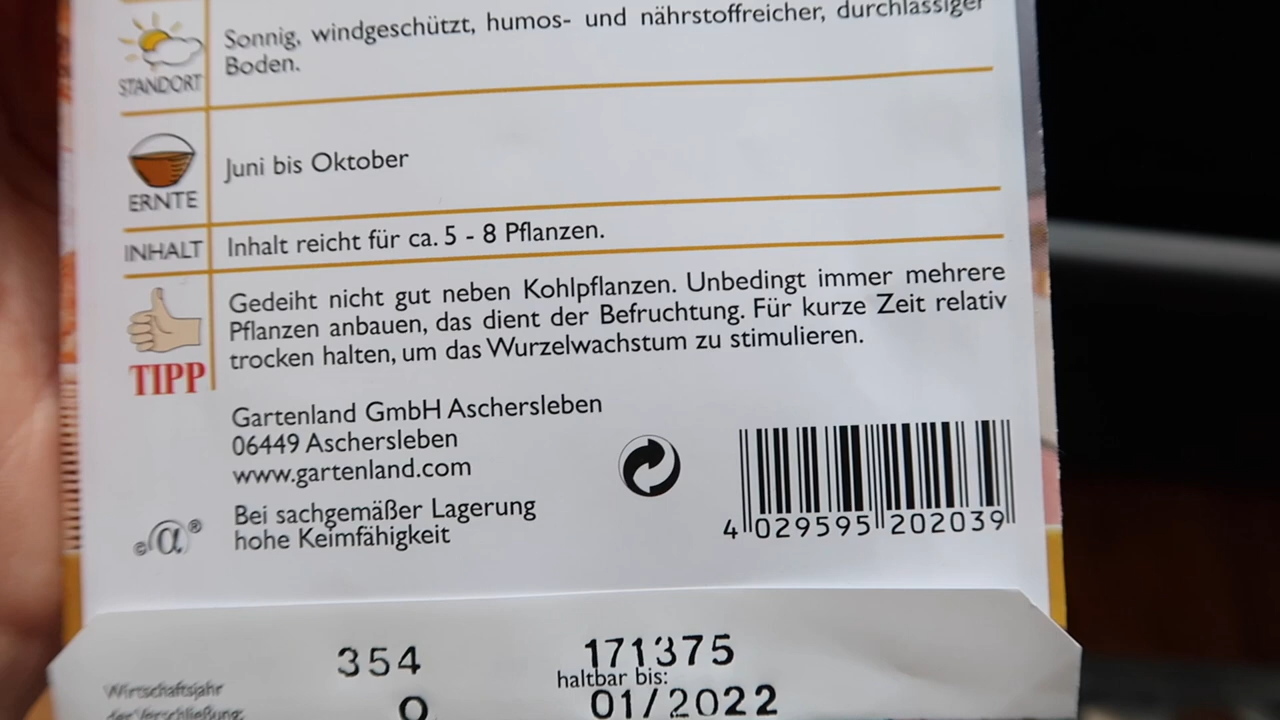 STANDORT
Sonnig, windgeschützt, humos- und nährstoffreicher, durchlässiger
Boden.
ERNTE
Juni bis Oktober
INHALT
Inhalt reicht für ca. 5 - 8 Pflanzen.
TIPP
Gedeiht nicht gut neben Kohlpflanzen. Unbedingt immer mehrere
Pflanzen anbauen, das dient der Befruchtung. Für kurze Zeit relativ
trocken halten, um das Wurzelwachstum zu stimulieren.
Gartenland GmbH Aschersleben
06449 Aschersleben
www.gartenland.com
©α®
Bei sachgemäßer Lagerung
hohe Keimfähigkeit
4 029595 202039
354
171375
haltbar bis:
01/2022
Wirtschaftsjahr
der Verschließung: